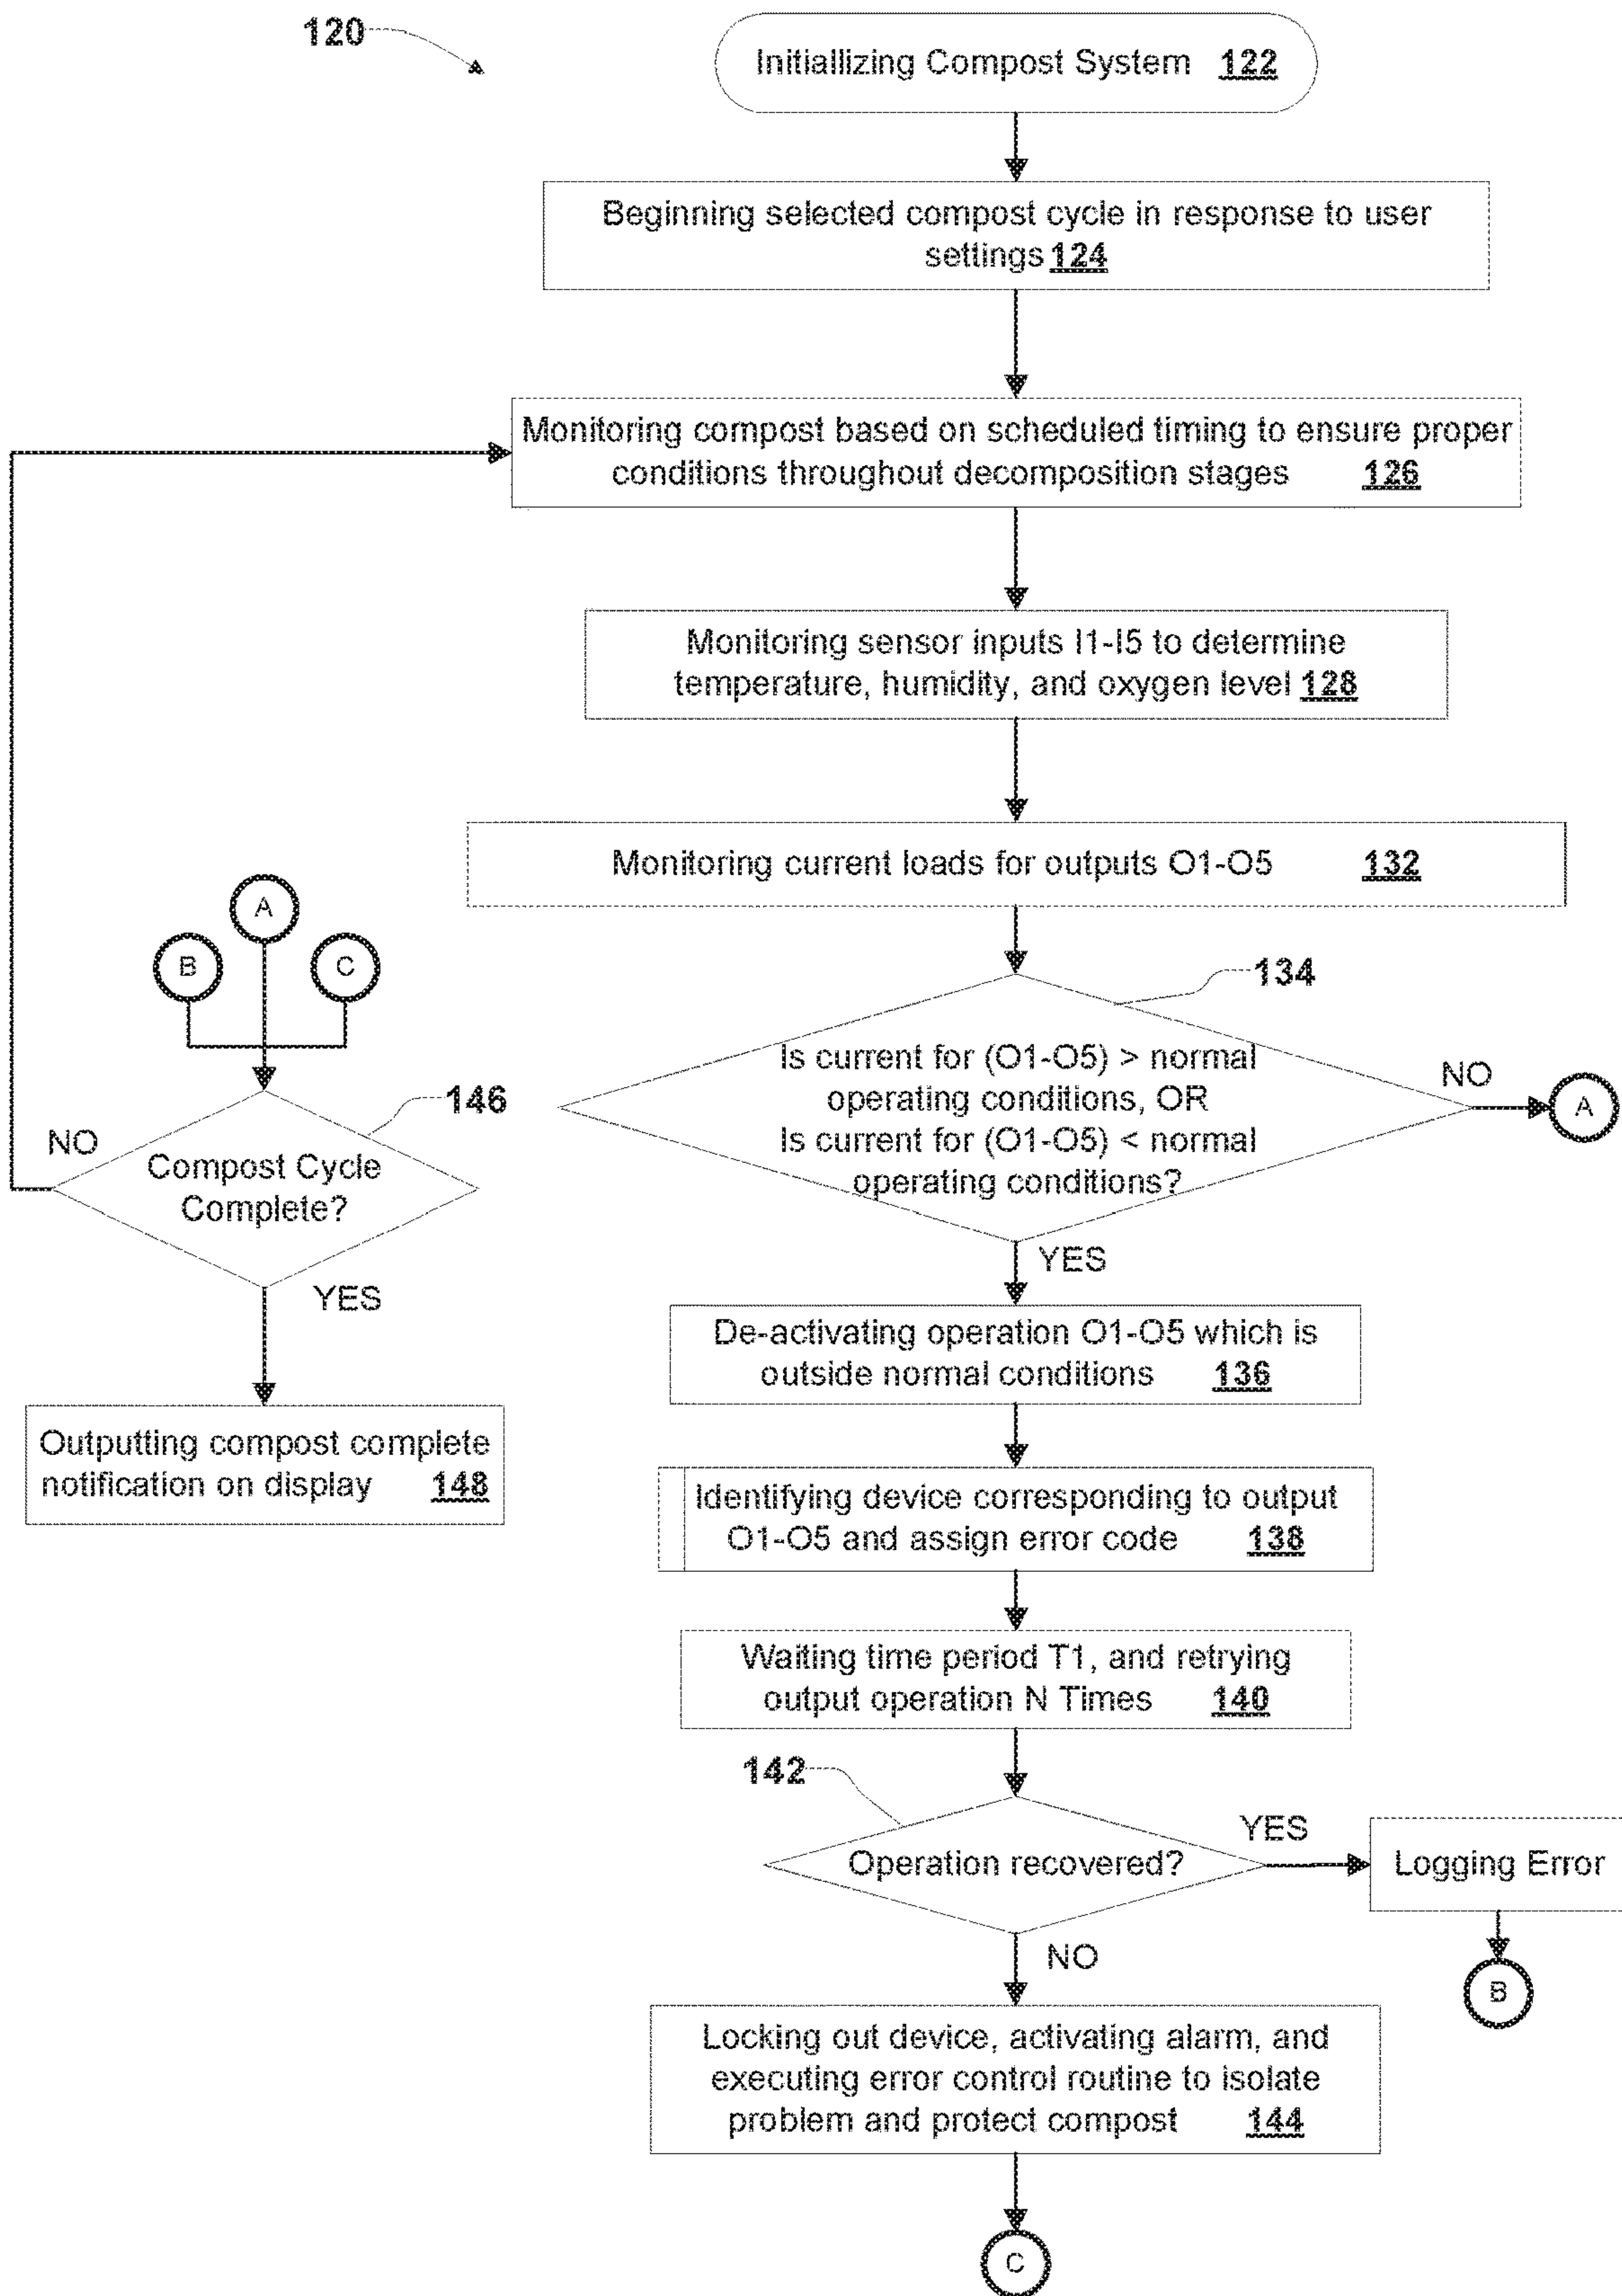 120
Initiallizing Compost System 122
Beginning selected compost cycle in response to user
settings 124
Monitoring compost based on scheduled timing to ensure proper
conditions throughout decomposition stages 126
Monitoring sensor inputs I1-I5 to determine
temperature, humidity, and oxygen level 128
Monitoring current loads for outputs O1-O5 132
A
B
C
134
Is current for (O1-O5) > normal
operating conditions, OR
Is current for (O1-O5) < normal
operating conditions?
NO
A
146
NO
Compost Cycle
Complete?
YES
YES
De-activating operation O1-O5 which is
outside normal conditions 136
Outputting compost complete
notification on display 148
Identifying device corresponding to output
O1-O5 and assign error code 138
Waiting time period T1, and retrying
output operation N Times 140
142
Operation recovered?
YES
Logging Error
B
NO
Locking out device, activating alarm, and
executing error control routine to isolate
problem and protect compost 144
C